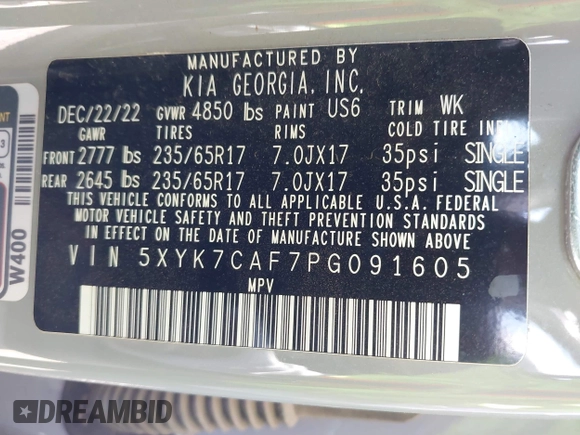 MANUFACTURED BY
KIA GEORGIA, INC.
DEC/22/22 GVWR 4850 lbs PAINT US6 TRIM WK
GAWR TIRES RIMS COLD TIRE
FRONT 2777 lbs 235/65R17 7.0JX17 35psi SINGLE
REAR 2645 lbs 235/65R17 7.0JX17 35psi SINGLE
THIS VEHICLE CONFORMS TO ALL APPLICABLE U.S.A. FEDERAL
MOTOR VEHICLE SAFETY AND THEFT PREVENTION STANDARDS
IN EFFECT ON THE DATE OF MANUFACTURE SHOWN ABOVE.
VIN 5XYK7CAF7PG091605
MPV
W400
DREAMBID